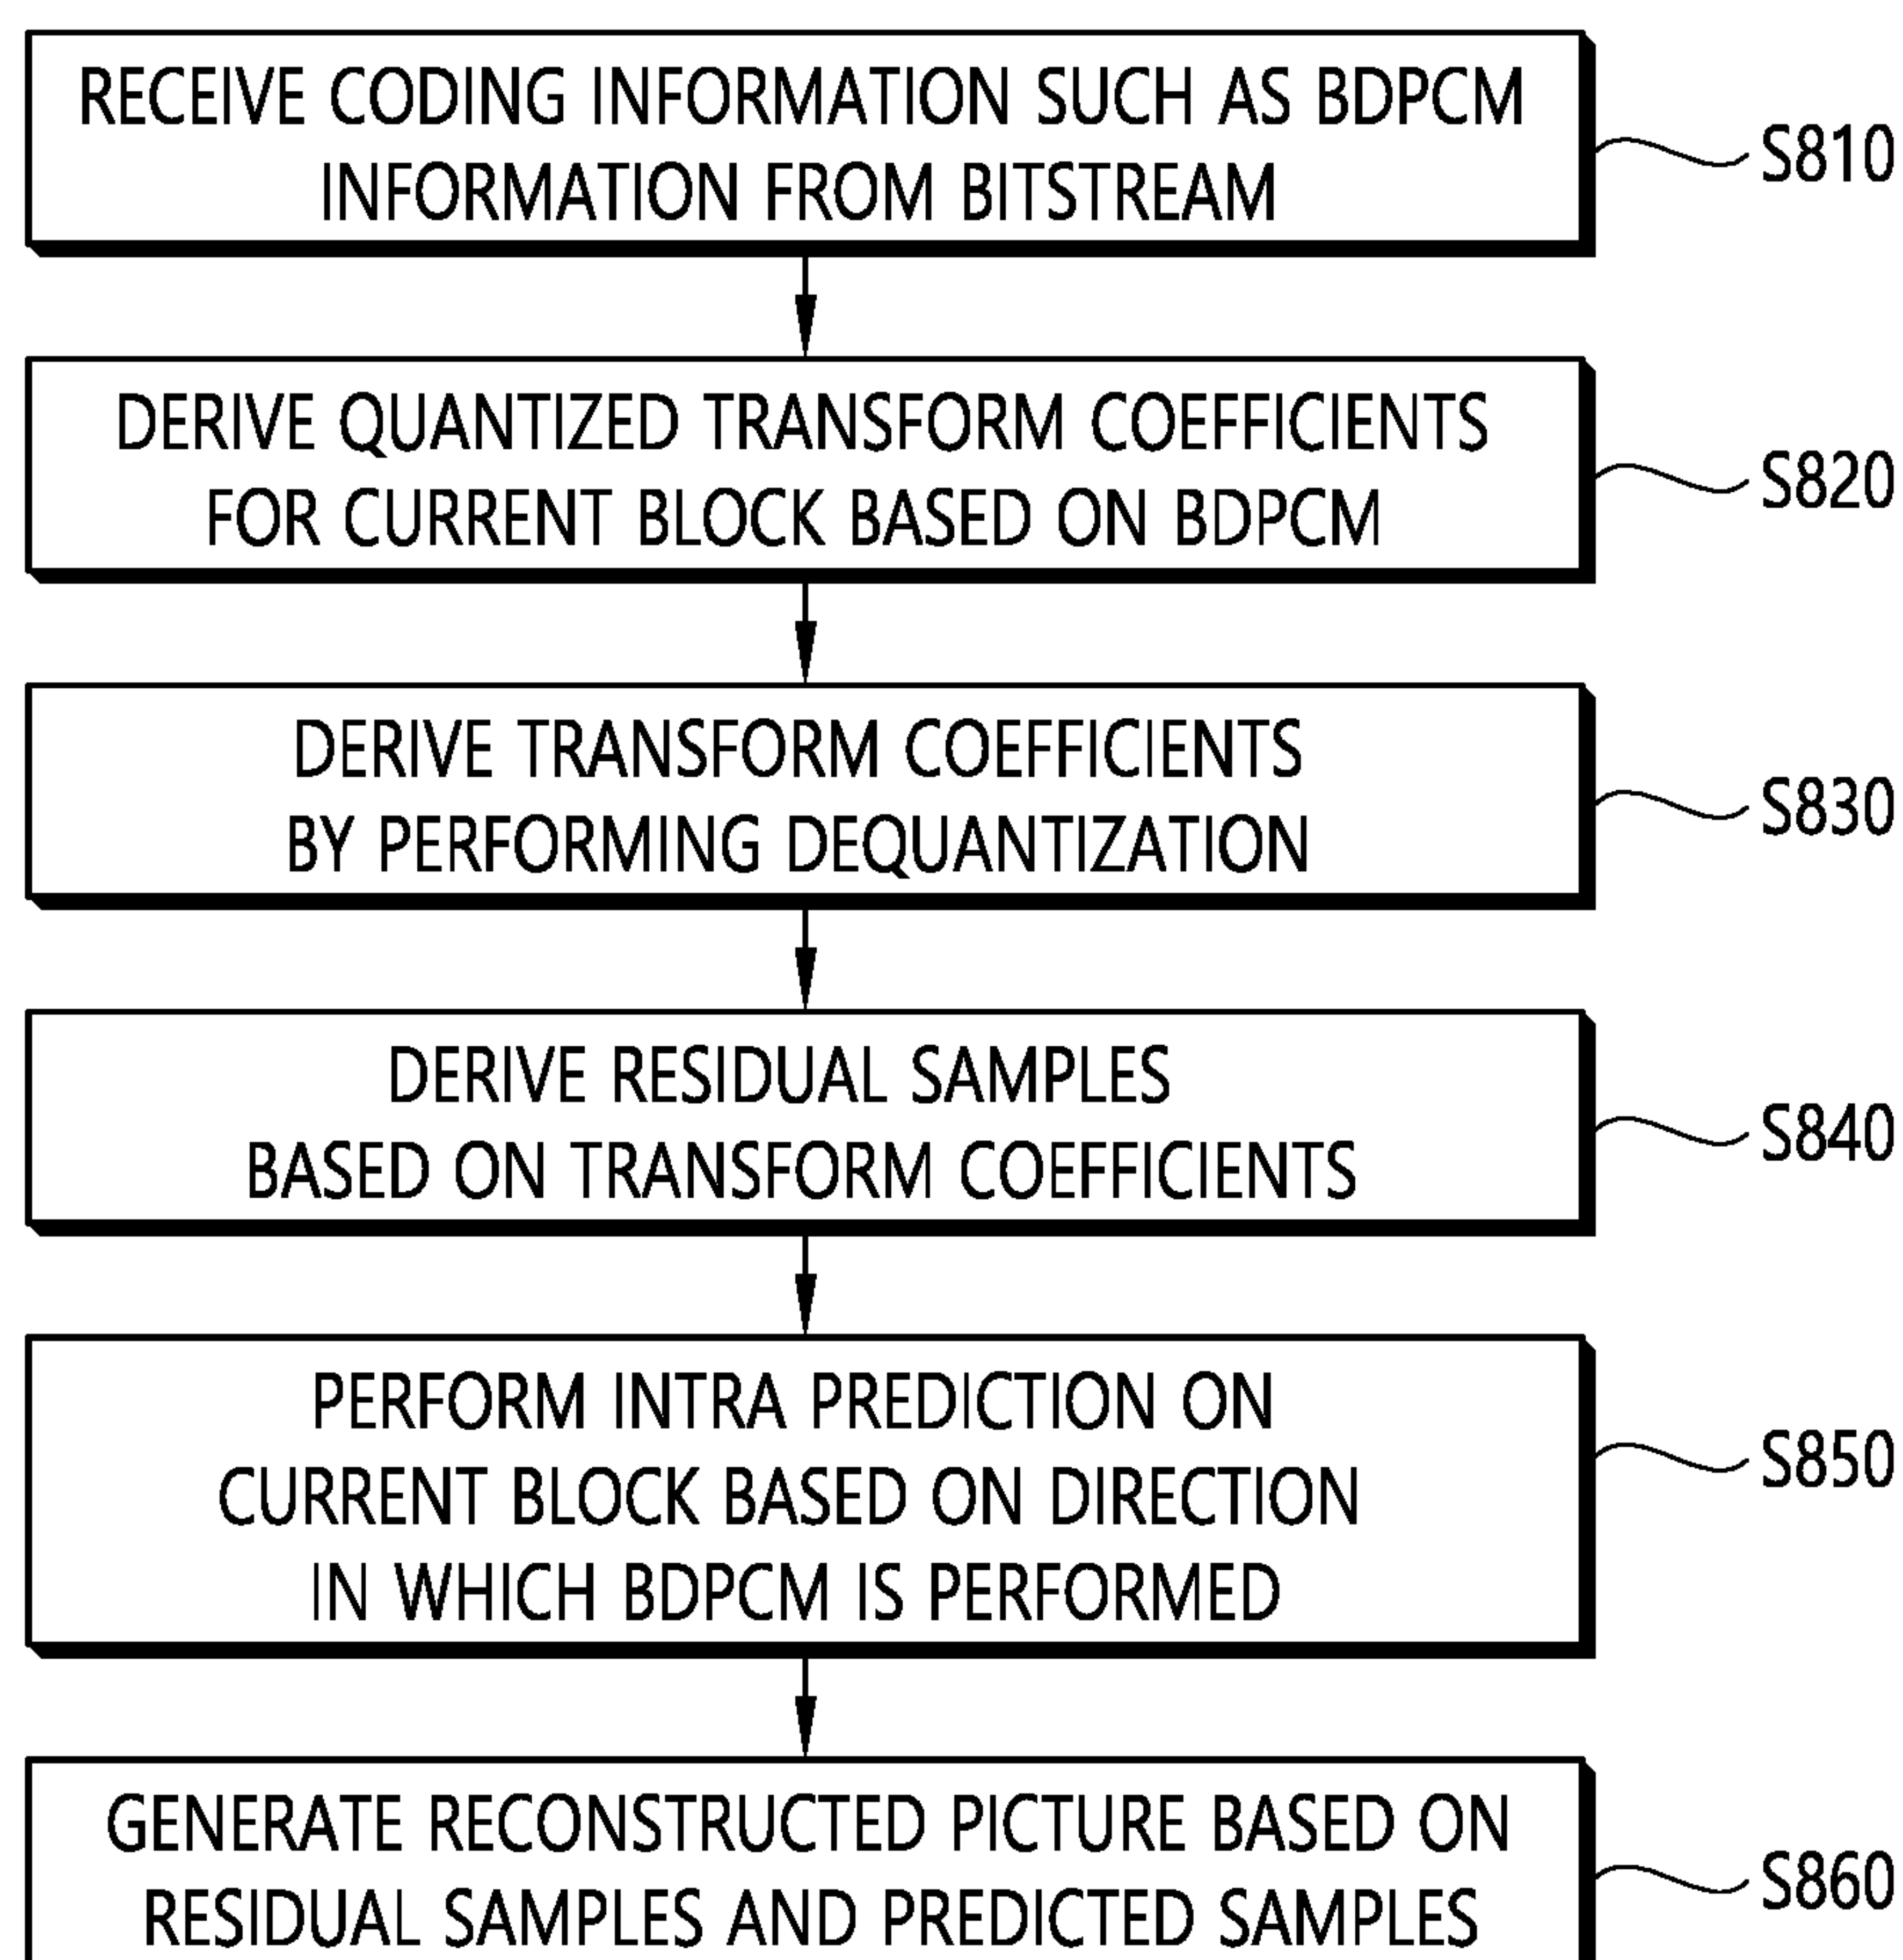 RECEIVE CODING INFORMATION SUCH AS BDPCM
INFORMATION FROM BITSTREAM
S810
DERIVE QUANTIZED TRANSFORM COEFFICIENTS
FOR CURRENT BLOCK BASED ON BDPCM
S820
DERIVE TRANSFORM COEFFICIENTS
BY PERFORMING DEQUANTIZATION
S830
DERIVE RESIDUAL SAMPLES
BASED ON TRANSFORM COEFFICIENTS
S840
PERFORM INTRA PREDICTION ON
CURRENT BLOCK BASED ON DIRECTION
IN WHICH BDPCM IS PERFORMED
S850
GENERATE RECONSTRUCTED PICTURE BASED ON
RESIDUAL SAMPLES AND PREDICTED SAMPLES
S860